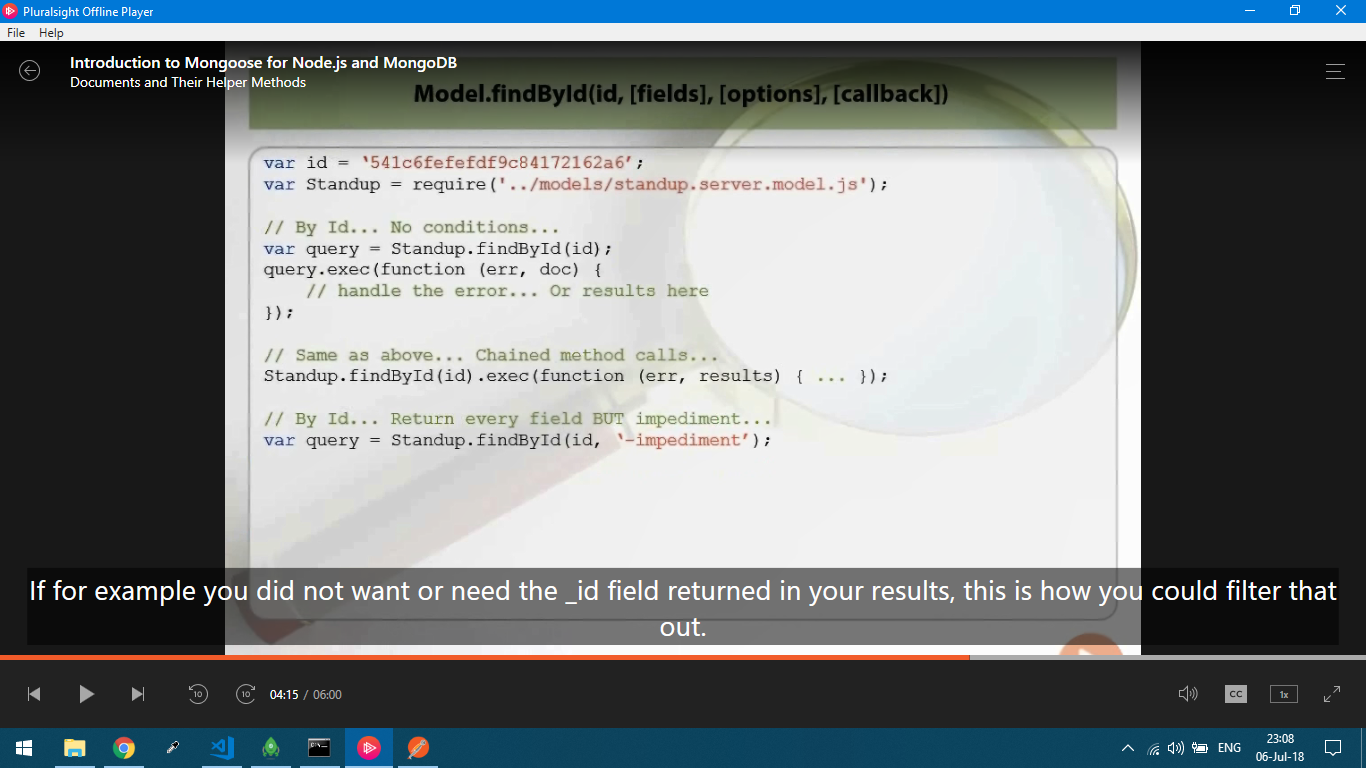 Pluralsight Offline Player
File Help
Introduction to Mongoose for Node.js and MongoDB
Documents and Their Helper Methods
Model.findById(id, [fields], [options], [callback])
var id = ‘541c6fefefdf9c84172162a6’;
var Standup = require('../models/standup.server.model.js');
// By Id... No conditions...
var query = Standup.findById(id);
query.exec(function (err, doc) {
// handle the error... Or results here
});
// Same as above... Chained method calls...
Standup.findById(id).exec(function (err, results) { ... });
// By Id... Return every field BUT impediment...
var query = Standup.findById(id, ‘-impediment’);
If for example you did not want or need the _id field returned in your results, this is how you could filter that
out.
10 10 04:15 / 06:00 CC 1x
ENG 23:08
06-Jul-18